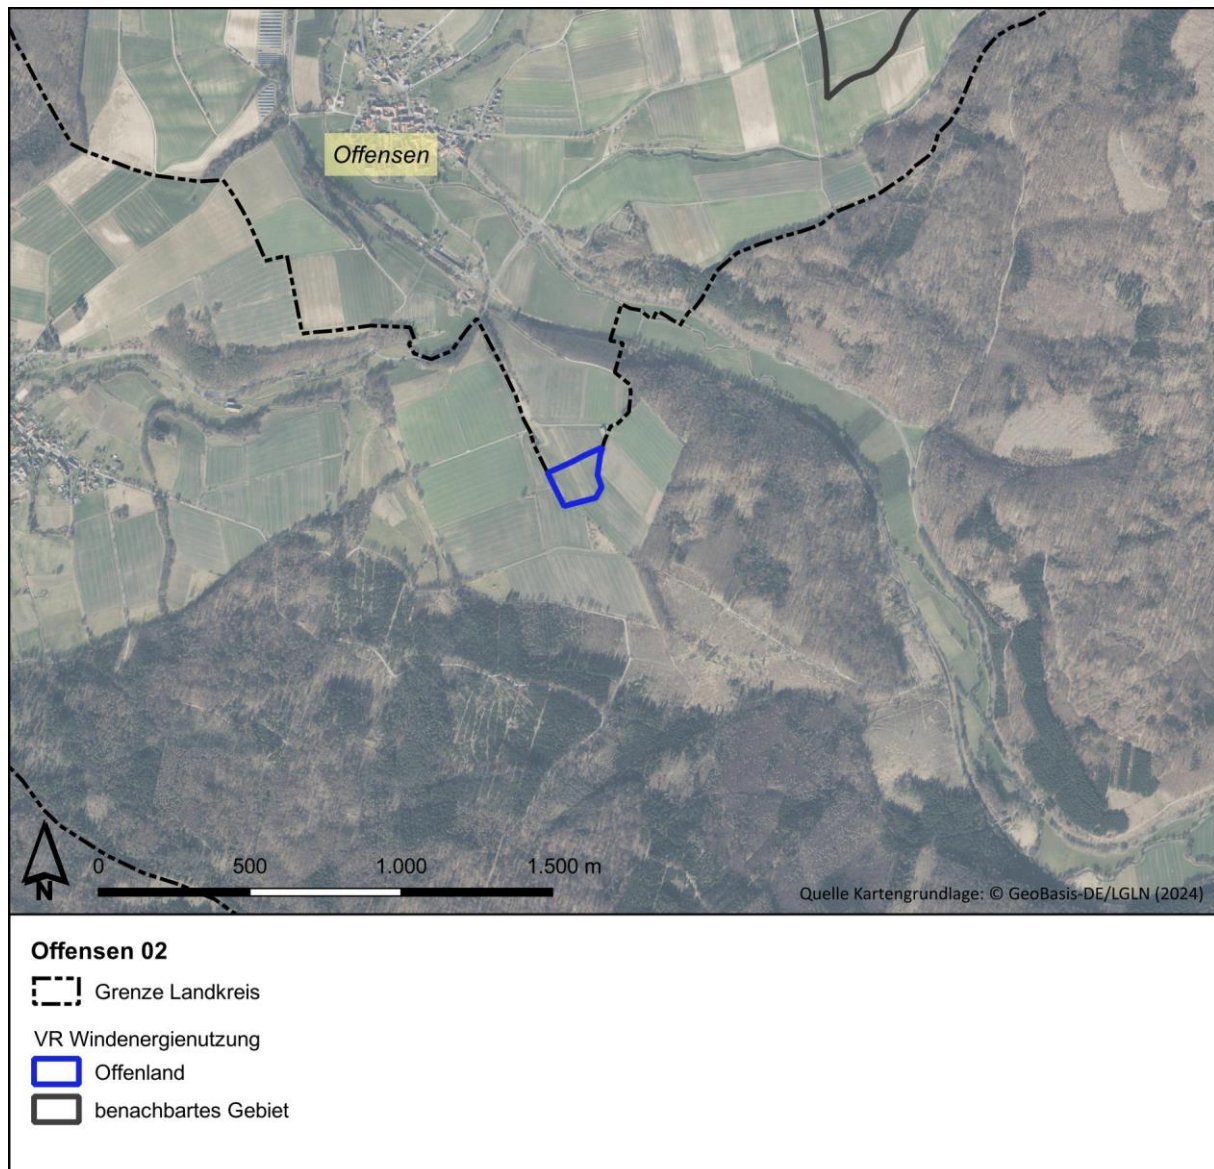 Offensen
N
0 500 1.000 1.500 m
Quelle Kartengrundlage: © GeoBasis-DE/LGLN (2024)
Offensen 02
Grenze Landkreis
VR Windenergienutzung
Offenland
benachbartes Gebiet